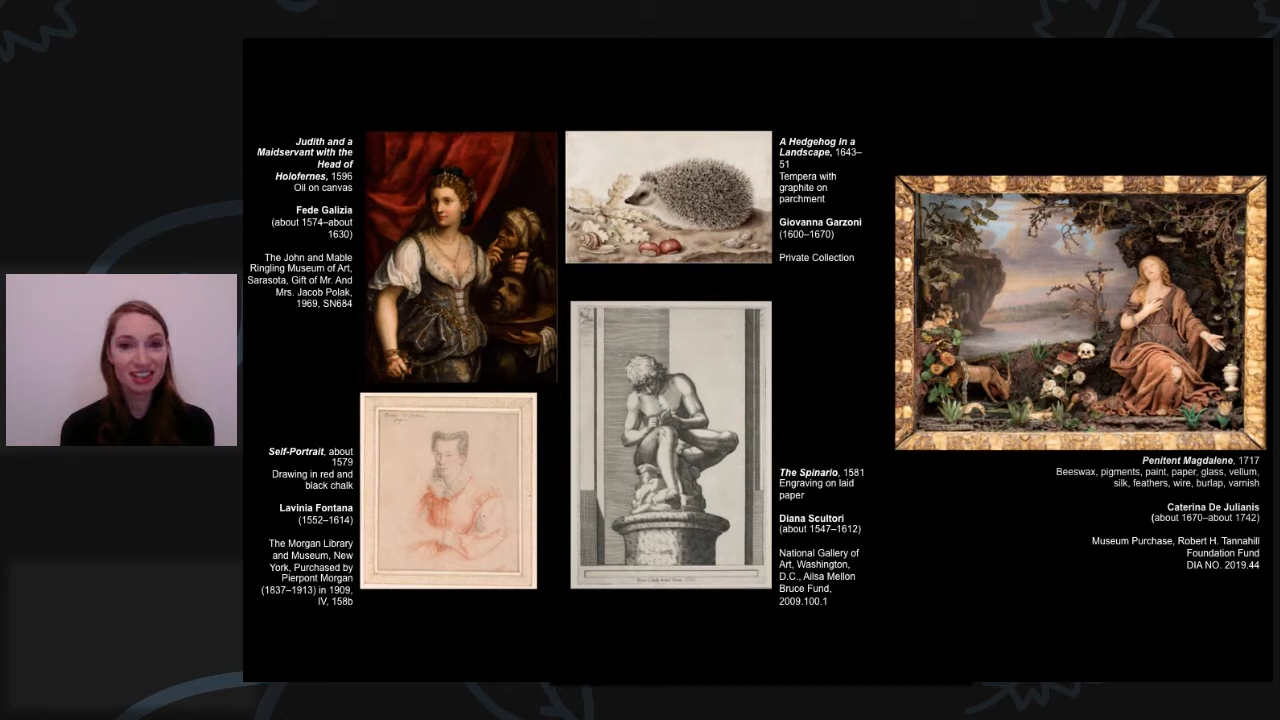 Judith and a
Maidservant with the
Head of
Holofernes, 1596
Oil on canvas
Fede Galizia
(about 1574–about
1630)
The John and Mable
Ringling Museum of Art,
Sarasota, Gift of Mr. And
Mrs. Jacob Polak,
1969, SN684
A Hedgehog in a
Landscape, 1643–
51
Tempera with
graphite on
parchment
Giovanna Garzoni
(1600–1670)
Private Collection
Self-Portrait, about
1579
Drawing in red and
black chalk
Lavinia Fontana
(1552–1614)
The Morgan Library
and Museum, New
York, Purchased by
Pierpont Morgan
(1837–1913) in 1909,
IV, 158b
The Spinario, 1581
Engraving on laid
paper
Diana Scultori
(about 1547–1612)
National Gallery of
Art, Washington,
D.C., Ailsa Mellon
Bruce Fund,
2009.100.1
Penitent Magdalene, 1717
Beeswax, pigments, paint, paper, glass, vellum,
silk, feathers, wire, burlap, varnish
Caterina De Julianis
(about 1670–about 1742)
Museum Purchase, Robert H. Tannahill
Foundation Fund
DIA NO. 2019.44